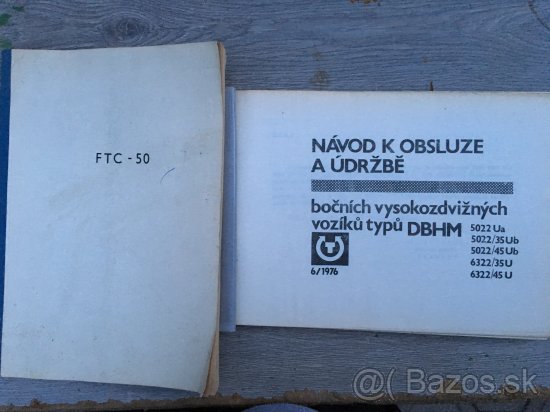 FTC - 50
NÁVOD K OBSLUZE
A ÚDRŽBĚ
bočních vysokozdvižných
vozíků typů DBHM 5022 Ua
5022/35 Ub
5022/45 Ub
6322/35 U
6322/45 U
6/1976
@( Bazos.sk